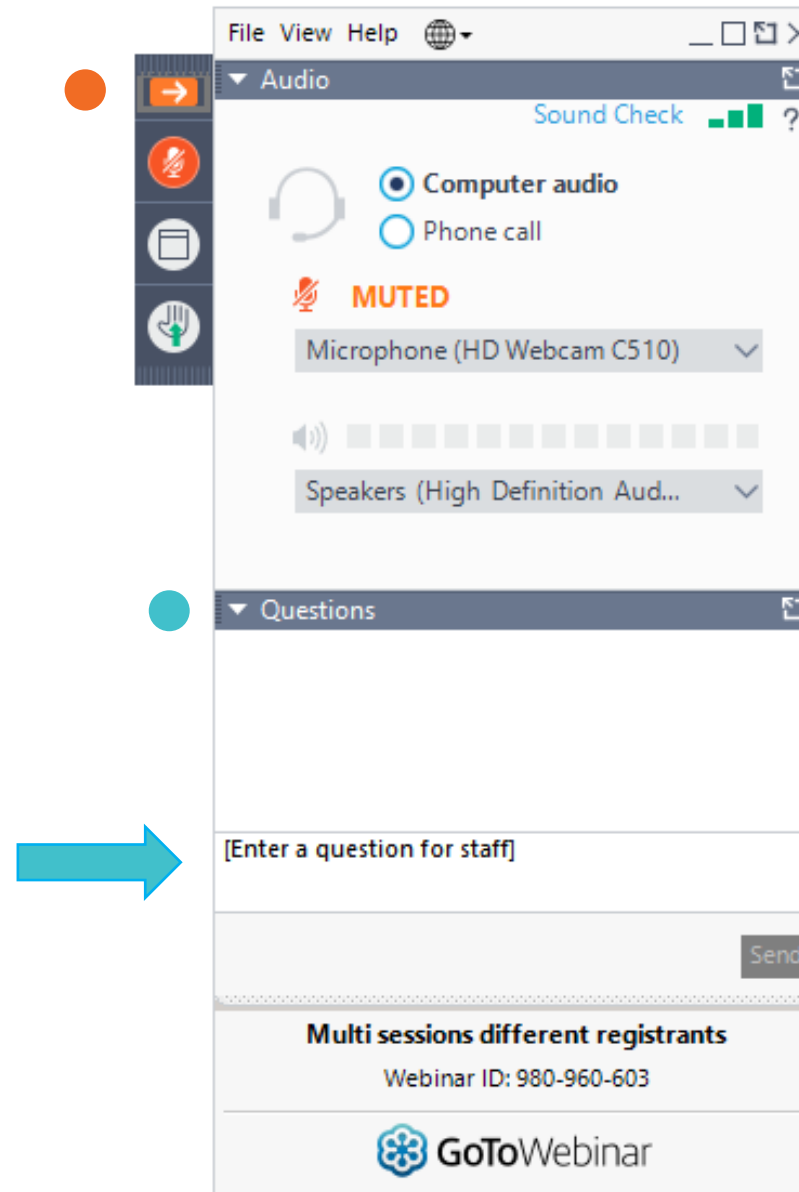 File View Help
Audio
Sound Check ?
Computer audio
Phone call
MUTED
Microphone (HD Webcam C510)
Speakers (High Definition Aud...
Questions
[Enter a question for staff]
Send
Multi sessions different registrants
Webinar ID: 980-960-603
GoToWebinar